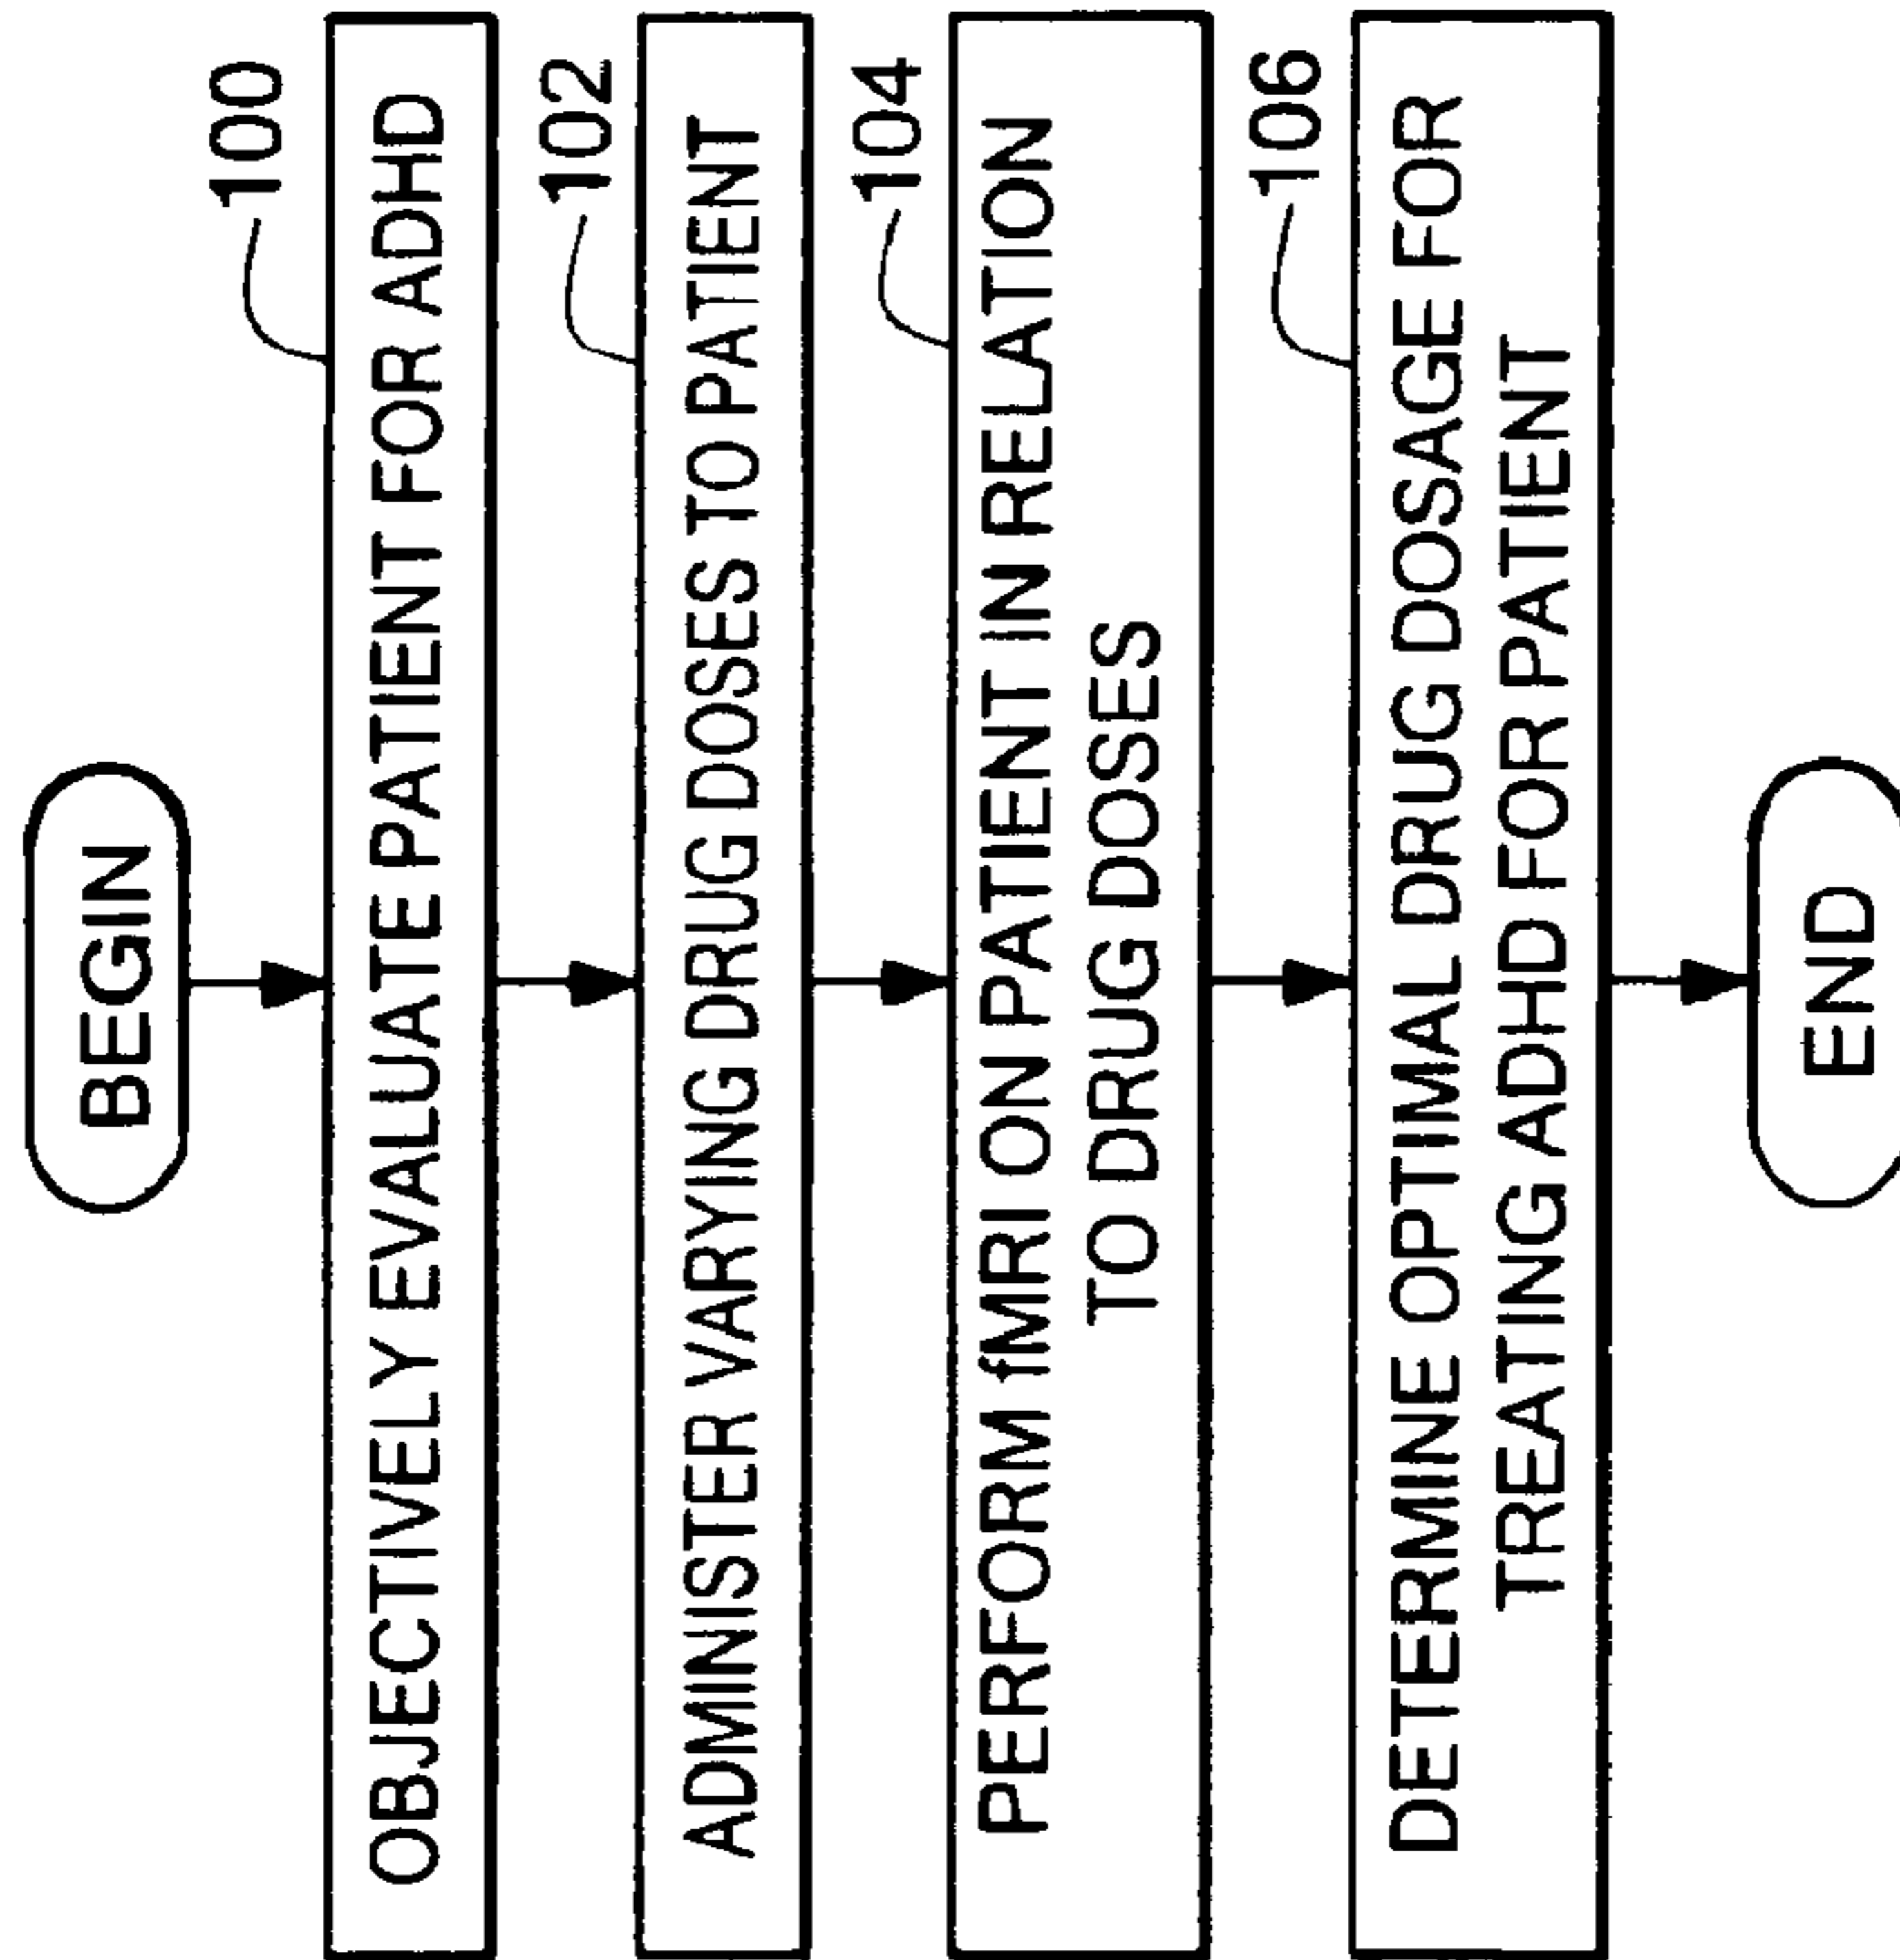 BEGIN
100
OBJECTIVELY EVALUATE PATIENT FOR ADHD
102
ADMINISTER VARYING DRUG DOSES TO PATIENT
104
PERFORM fMRI ON PATIENT IN RELATION
TO DRUG DOSES
106
DETERMINE OPTIMAL DRUG DOSAGE FOR
TREATING ADHD FOR PATIENT
END